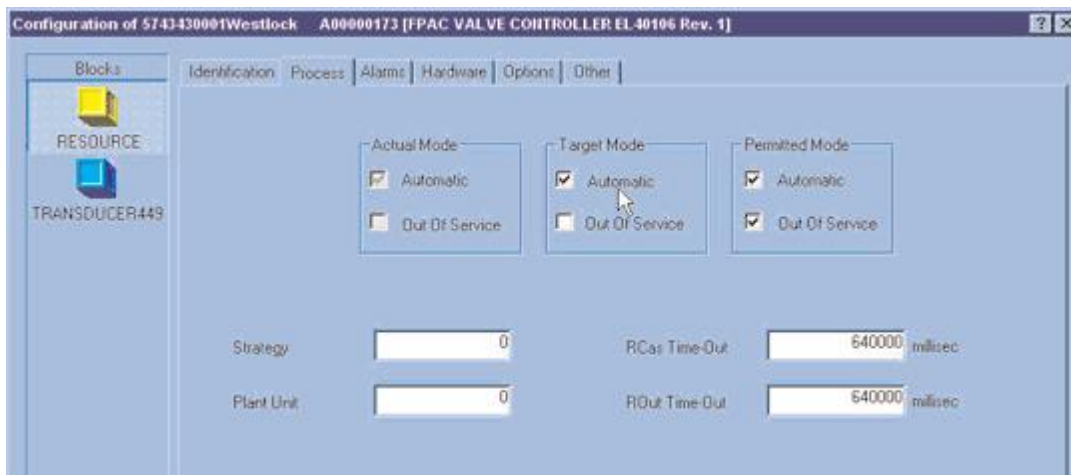 Configuration of 5743430001Westlock A00000173 [FPAC VALVE CONTROLLER EL40106 Rev. 1]
Blocks
RESOURCE
TRANSDUCER449
Identification Process Alarms Hardware Options Other
Actual Mode
Automatic
Out Of Service
Target Mode
Automatic
Out Of Service
Permitted Mode
Automatic
Out Of Service
Strategy 0
RCas Time-Out 640000 millisec
Plant Unit 0
ROut Time-Out 640000 millisec